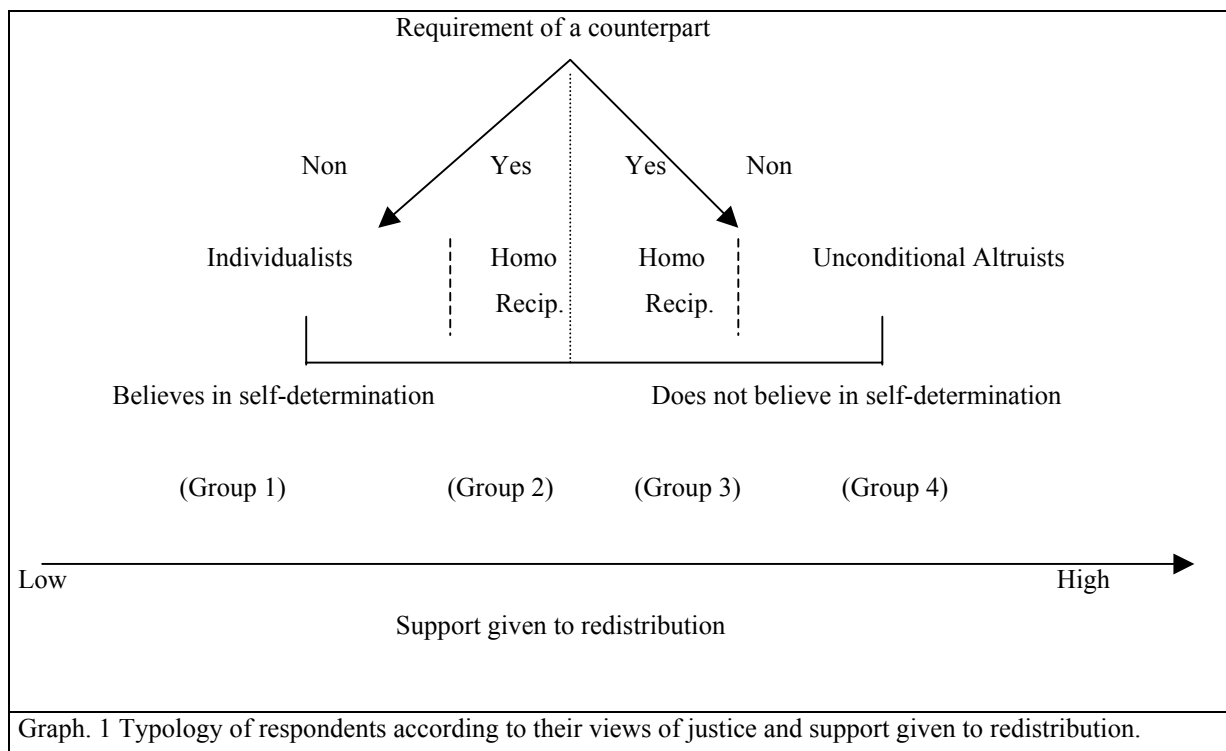 Requirement of a counterpart
Non Yes Yes Non
Individualists Homo Homo Unconditional Altruists
Recip. Recip.
Believes in self-determination Does not believe in self-determination
(Group 1) (Group 2) (Group 3) (Group 4)
Low High
Support given to redistribution
Graph. 1 Typology of respondents according to their views of justice and support given to redistribution.